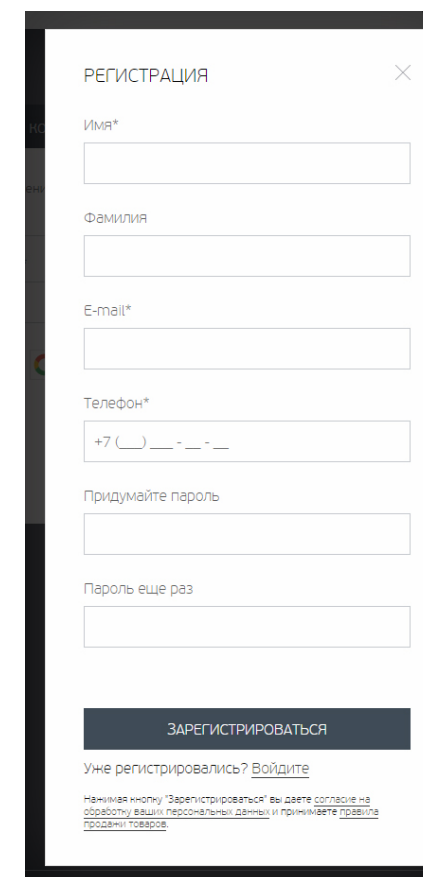 РЕГИСТРАЦИЯ
Имя*
Фамилия
E-mail*
Телефон*
+7 (___) ___ - __ - __
Придумайте пароль
Пароль еще раз
ЗАРЕГИСТРИРОВАТЬСЯ
Уже регистрировались? Войдите
Нажимая кнопку "Зарегистрироваться" вы даете согласие на
обработку ваших персональных данных и принимаете правила
продажи товаров.